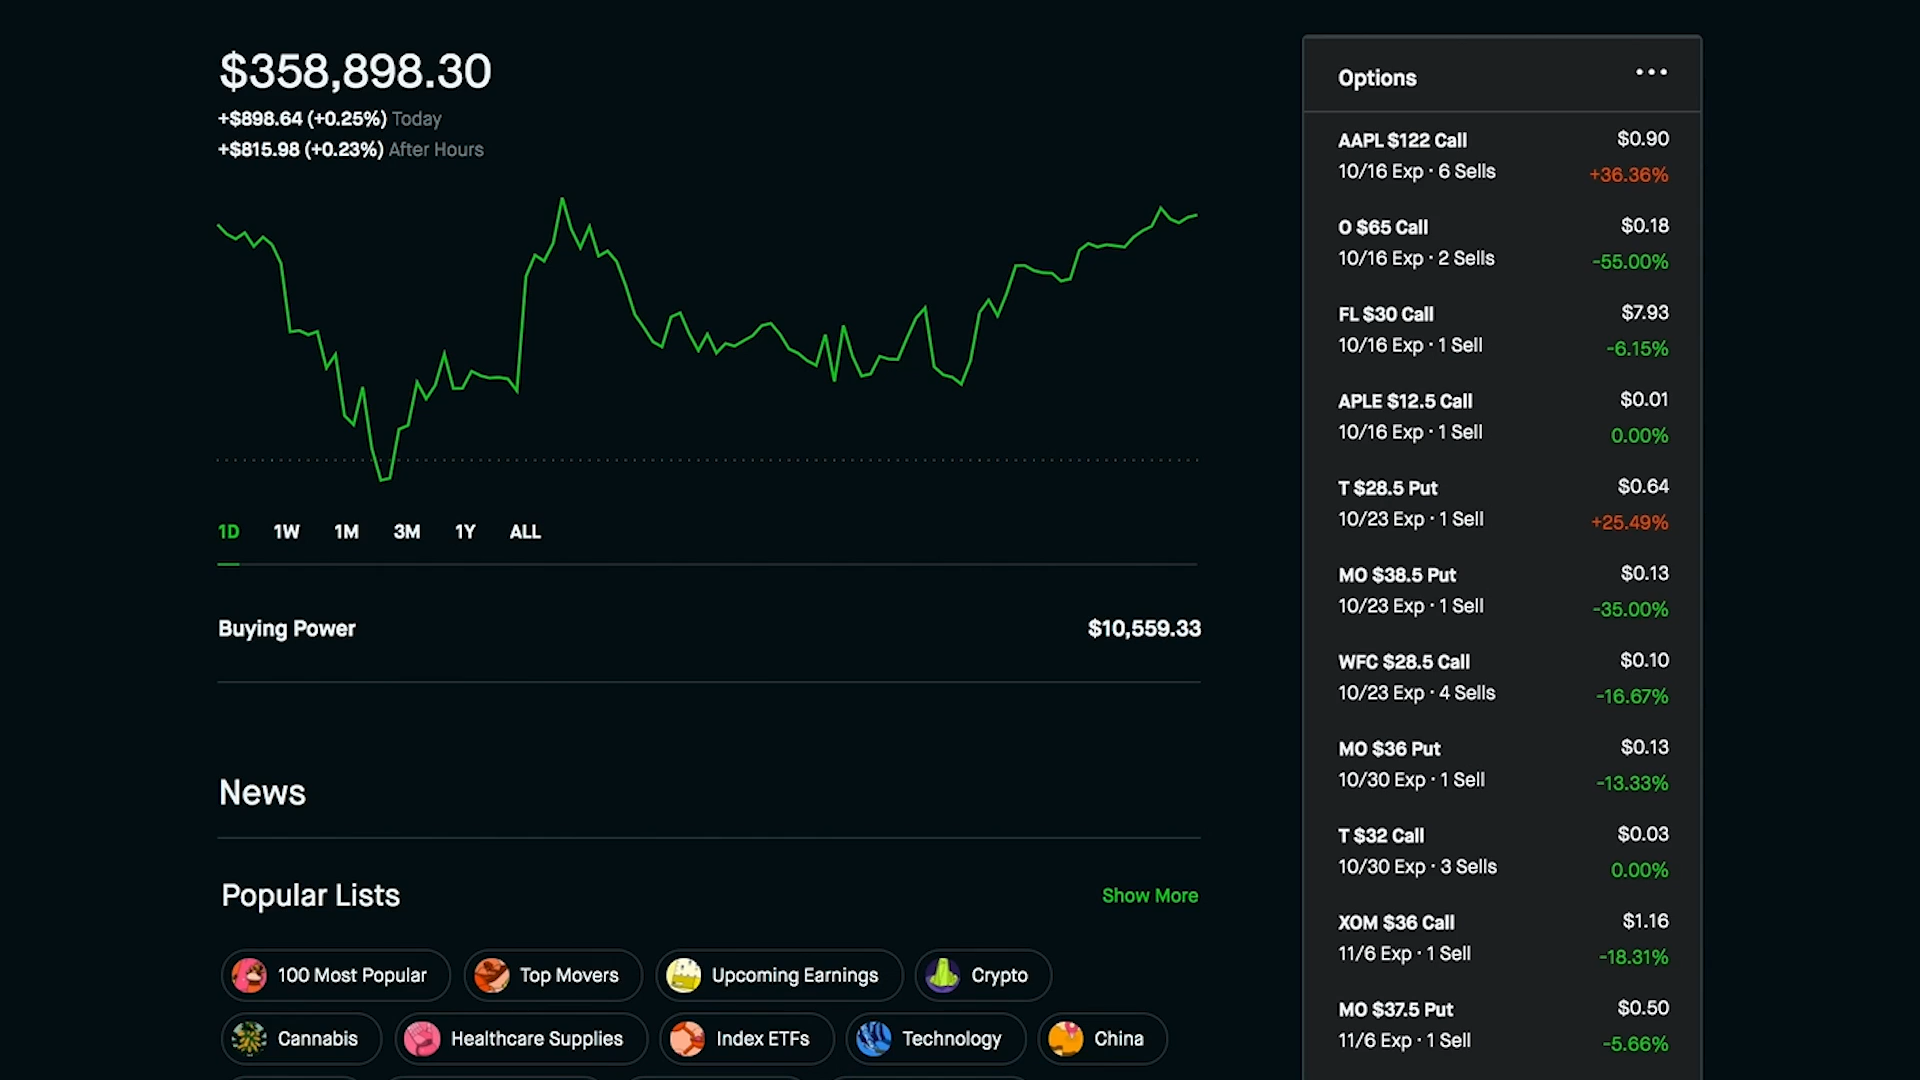 $358,898.30
+$898.64 (+0.25%) Today
+$815.98 (+0.23%) After Hours
1D 1W 1M 3M 1Y ALL
Buying Power $10,559.33
News
Popular Lists Show More
100 Most Popular Top Movers Upcoming Earnings Crypto
Cannabis Healthcare Supplies Index ETFs Technology China
Options
AAPL $122 Call $0.90
10/16 Exp · 6 Sells +36.36%
O $65 Call $0.18
10/16 Exp · 2 Sells -55.00%
FL $30 Call $7.93
10/16 Exp · 1 Sell -6.15%
APLE $12.5 Call $0.01
10/16 Exp · 1 Sell 0.00%
T $28.5 Put $0.64
10/23 Exp · 1 Sell +25.49%
MO $38.5 Put $0.13
10/23 Exp · 1 Sell -35.00%
WFC $28.5 Call $0.10
10/23 Exp · 4 Sells -16.67%
MO $36 Put $0.13
10/30 Exp · 1 Sell -13.33%
T $32 Call $0.03
10/30 Exp · 3 Sells 0.00%
XOM $36 Call $1.16
11/6 Exp · 1 Sell -18.31%
MO $37.5 Put $0.50
11/6 Exp · 1 Sell -5.66%